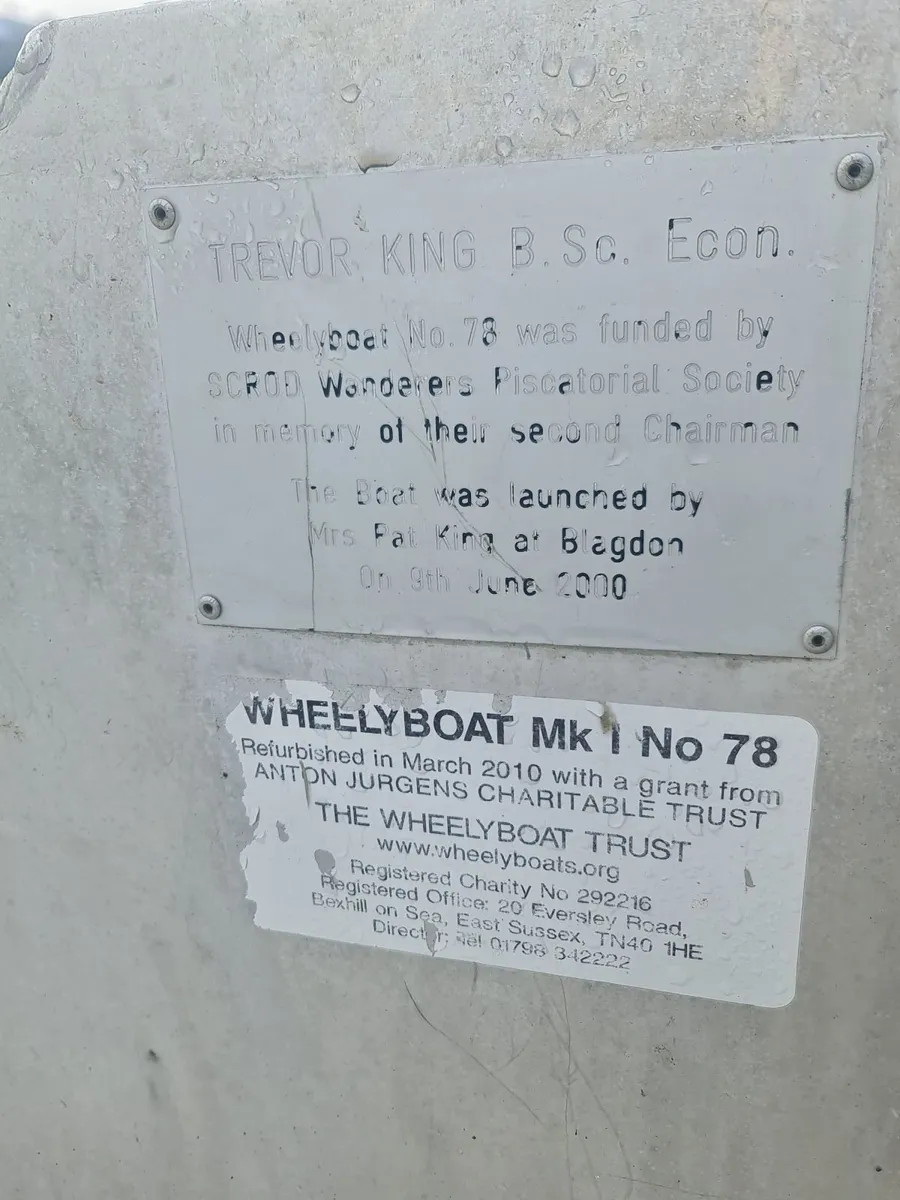 TREVOR KING B.Sc. Econ.
Wheelyboat No. 78 was funded by
SCROD Wanderers Piscatorial Society
in memory of their second Chairman
The Boat was launched by
Mrs Pat King at Blagdon
On 9th June 2000
WHEELYBOAT Mk I No 78
Refurbished in March 2010 with a grant from
ANTON JURGENS CHARITABLE TRUST
THE WHEELYBOAT TRUST
www.wheelyboats.org
Registered Charity No 292216
Registered Office: 20 Eversley Road,
Bexhill on Sea, East Sussex, TN40 1HE
Director: Tel 01798 342222